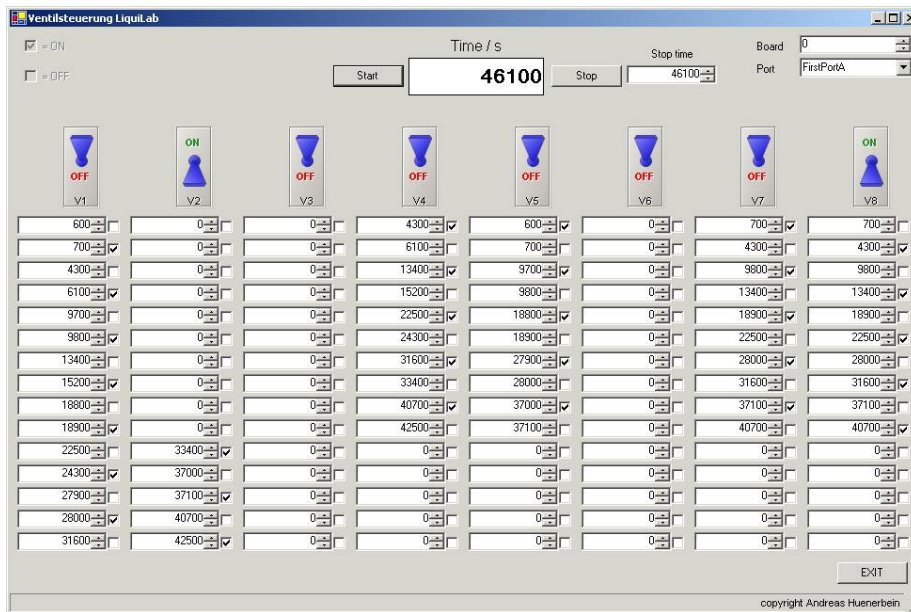 Ventilsteuerung LiquiLab
= ON
Time / s
Stop time
Board
0
= OFF
Start
46100
Stop
46100
Port
FirstPortA
ON
ON
OFF
OFF
OFF
OFF
OFF
OFF
V1
V2
V3
V4
V5
V6
V7
V8
600 0 0 4300 600 0 700 700
700 0 0 6100 700 0 4300 4300
4300 0 0 13400 9700 0 9800 9800
6100 0 0 15200 9800 0 13400 13400
9700 0 0 22500 18800 0 18900 18900
9800 0 0 24300 18900 0 22500 22500
13400 0 0 31600 27900 0 28000 28000
15200 0 0 33400 28000 0 31600 31600
18800 0 0 40700 37000 0 37100 37100
18900 0 0 42500 37100 0 40700 40700
22500 33400 0 0 0 0 0 0
24300 37000 0 0 0 0 0 0
27900 37100 0 0 0 0 0 0
28000 40700 0 0 0 0 0 0
31600 42500 0 0 0 0 0 0
EXIT
copyright Andreas Huenerbein